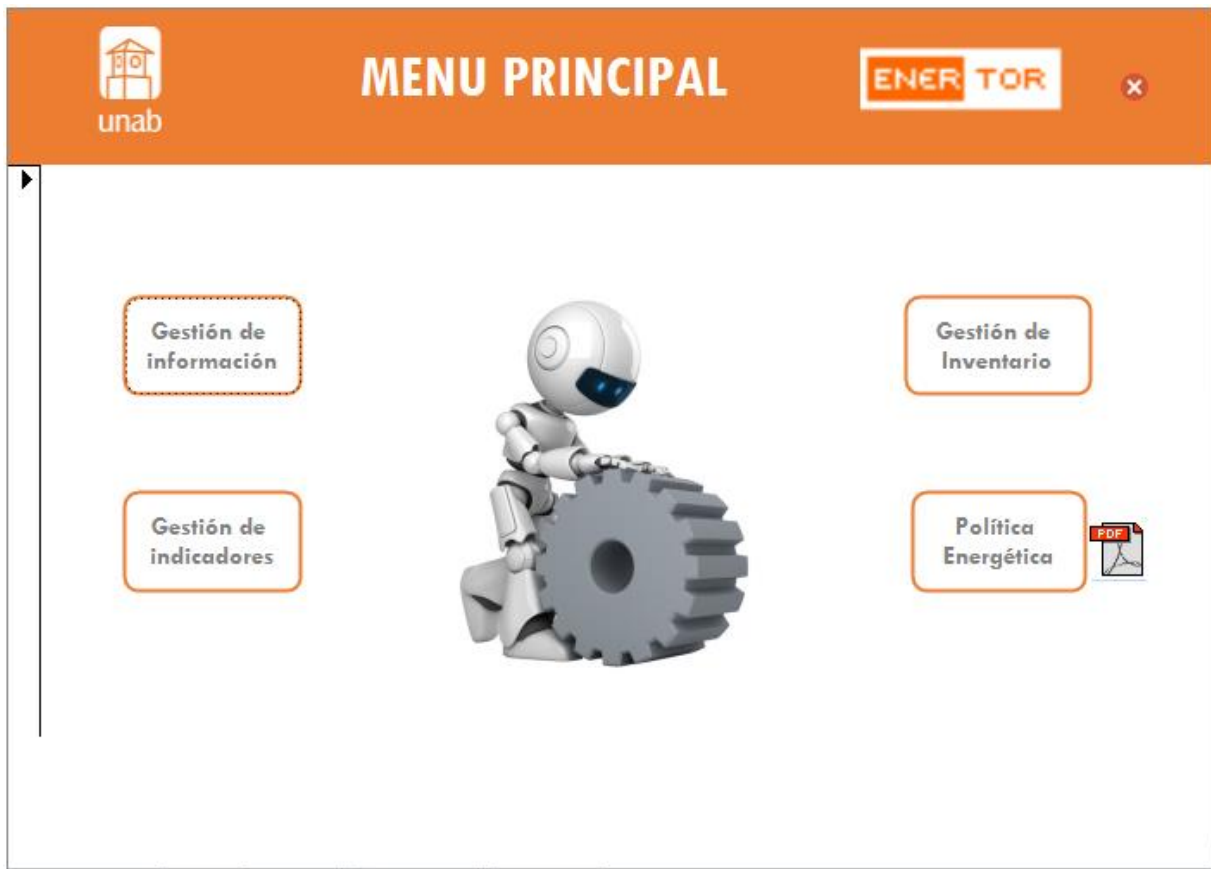 unab
MENU PRINCIPAL
ENER TOR
Gestión de
información
Gestión de
Inventario
Gestión de
indicadores
Política
Energética
PDF